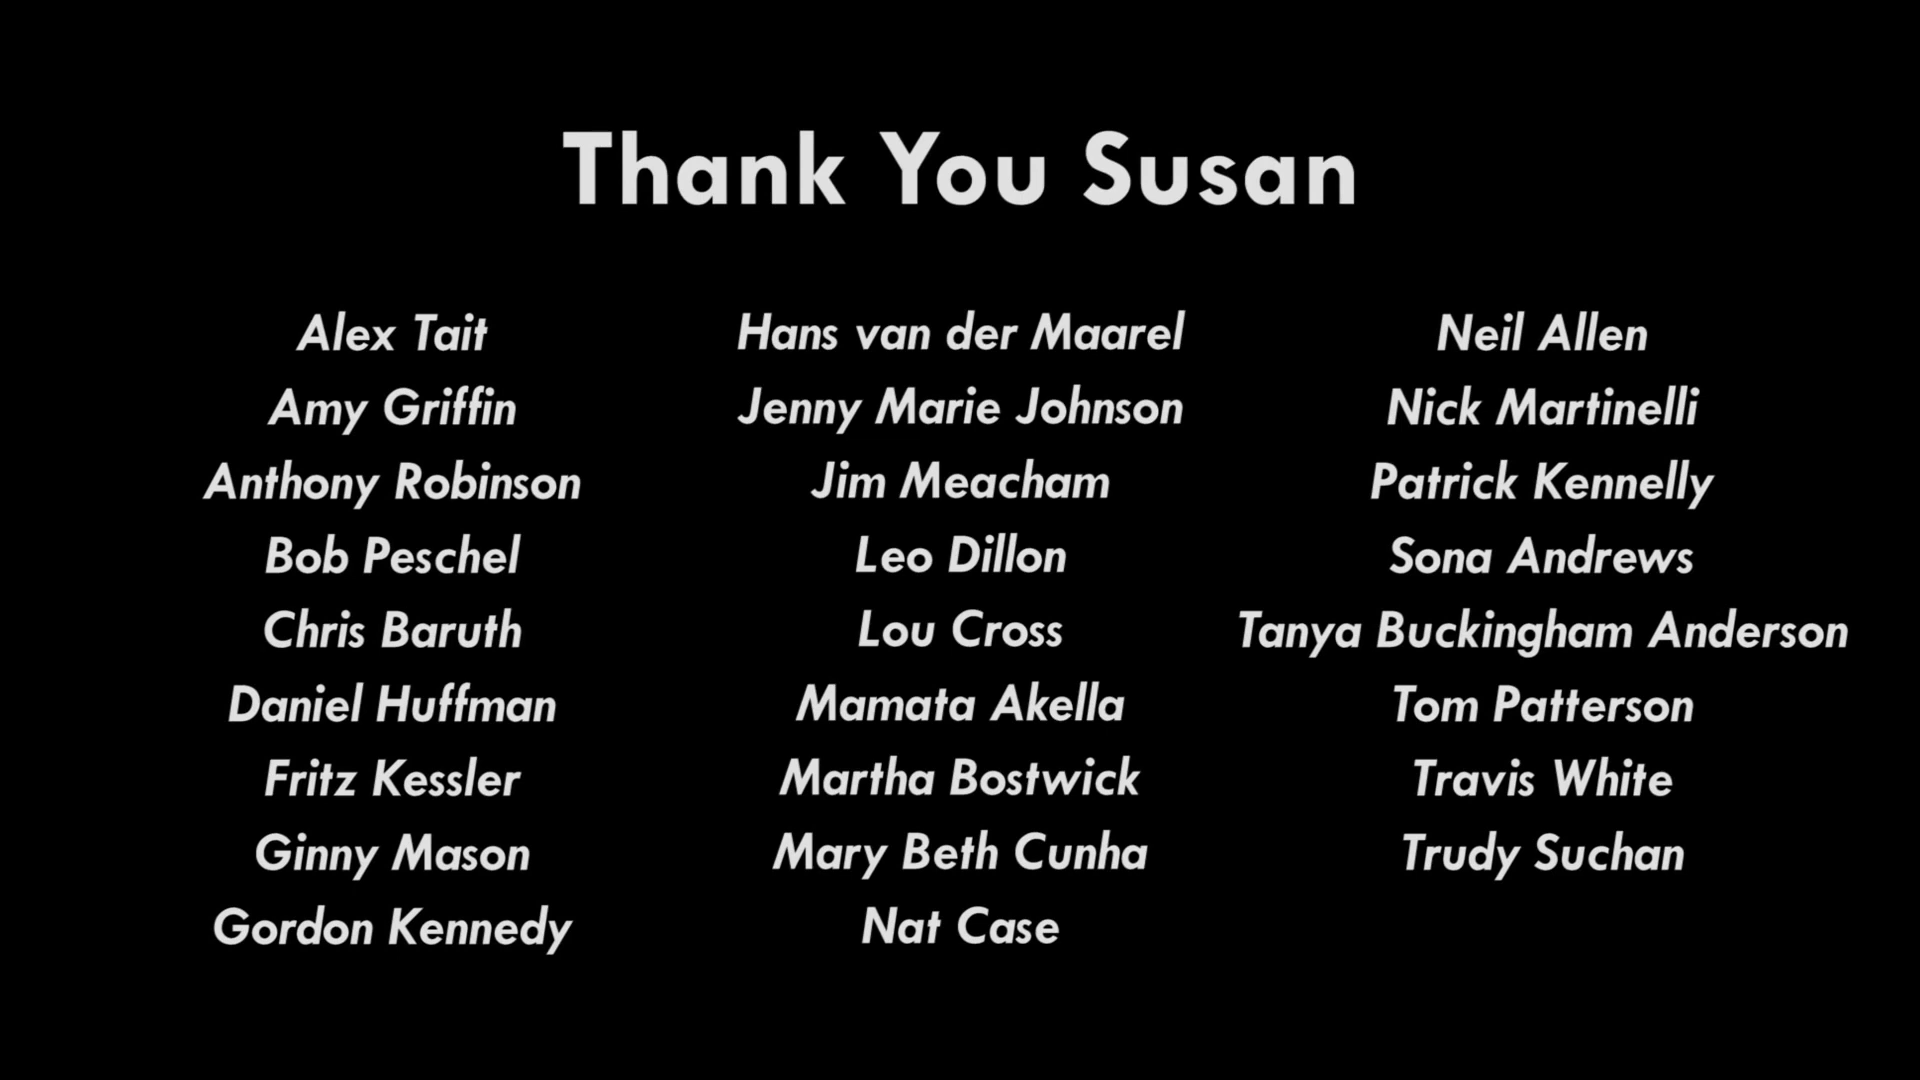 Thank You Susan
Alex Tait
Amy Griffin
Anthony Robinson
Bob Peschel
Chris Baruth
Daniel Huffman
Fritz Kessler
Ginny Mason
Gordon Kennedy
Hans van der Maarel
Jenny Marie Johnson
Jim Meacham
Leo Dillon
Lou Cross
Mamata Akella
Martha Bostwick
Mary Beth Cunha
Nat Case
Neil Allen
Nick Martinelli
Patrick Kennelly
Sona Andrews
Tanya Buckingham Anderson
Tom Patterson
Travis White
Trudy Suchan